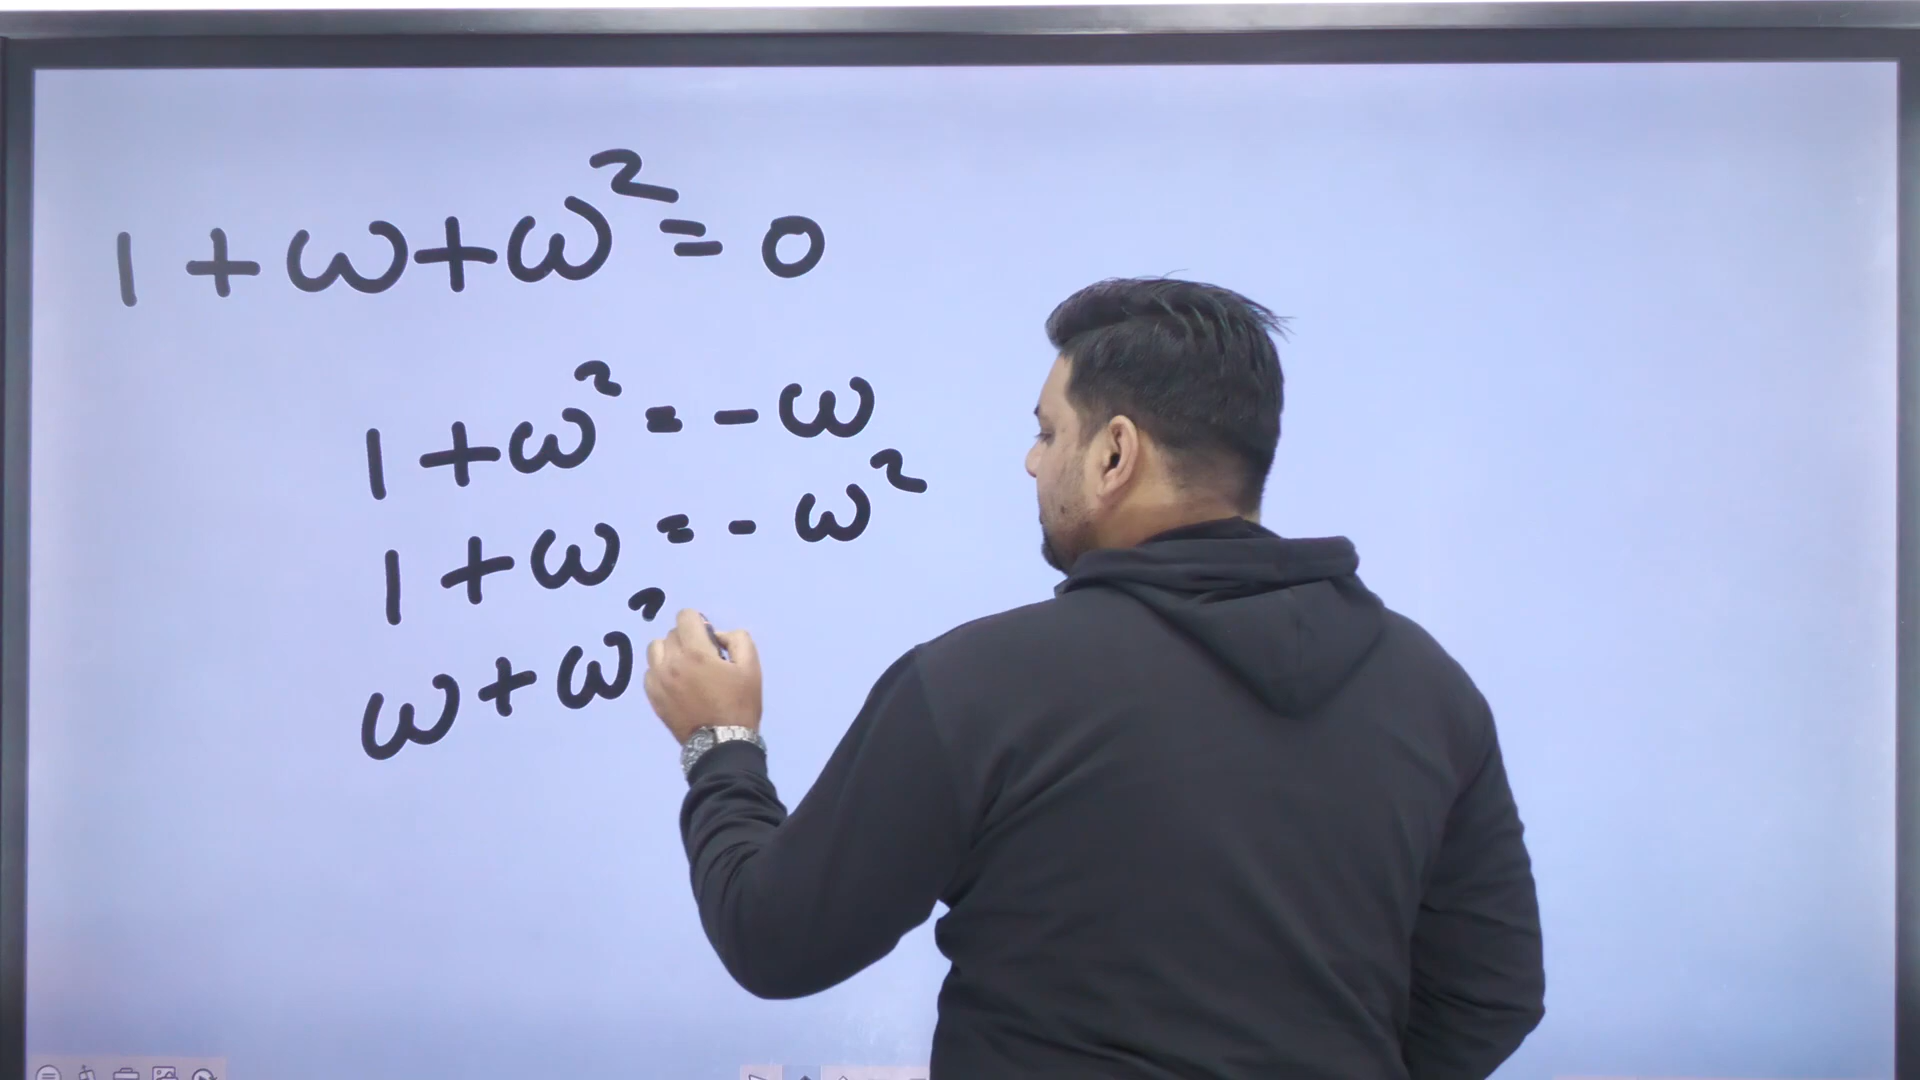 1 + ω + ω² = 0
1 + ω² = - ω
1 + ω = - ω²
ω + ω²